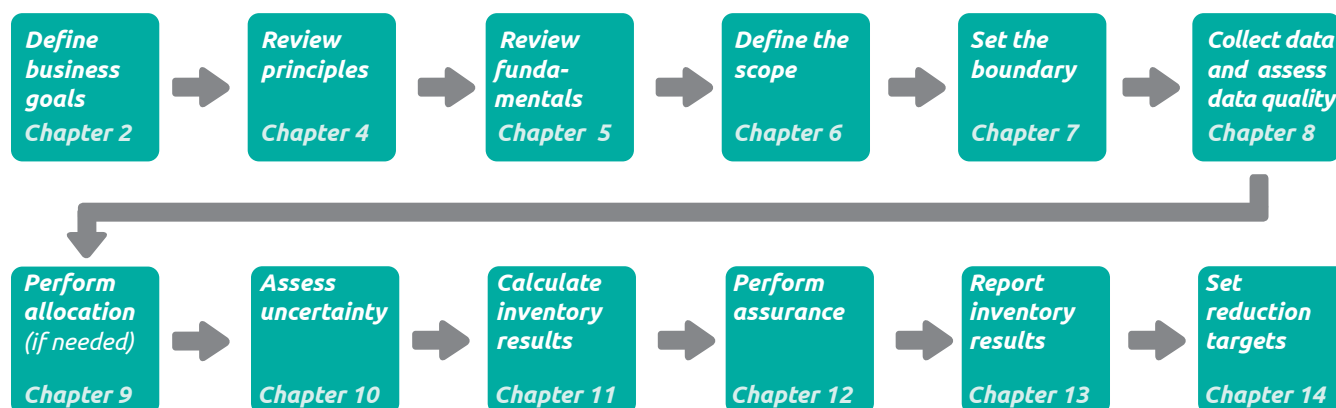 Define
business
goals
Chapter 2
Review
principles
Chapter 4
Review
funda-
mentals
Chapter 5
Define the
scope
Chapter 6
Set the
boundary
Chapter 7
Collect data
and assess
data quality
Chapter 8
Perform
allocation
(if needed)
Chapter 9
Assess
uncertainty
Chapter 10
Calculate
inventory
results
Chapter 11
Perform
assurance
Chapter 12
Report
inventory
results
Chapter 13
Set
reduction
targets
Chapter 14